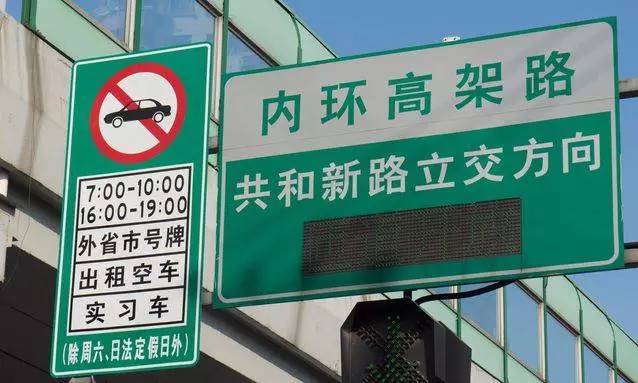 7:00-10:00
16:00-19:00
外省市号牌
出租空车
实习车
(除周六、日法定假日外)
内环高架路
共和新路立交方向